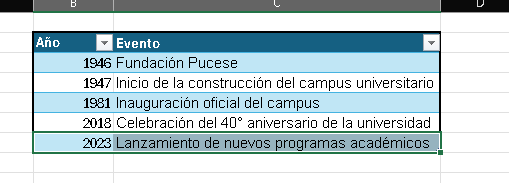 B C D
Año Evento
1946 Fundación Pucese
1947 Inicio de la construcción del campus universitario
1981 Inauguración oficial del campus
2018 Celebración del 40° aniversario de la universidad
2023 Lanzamiento de nuevos programas académicos